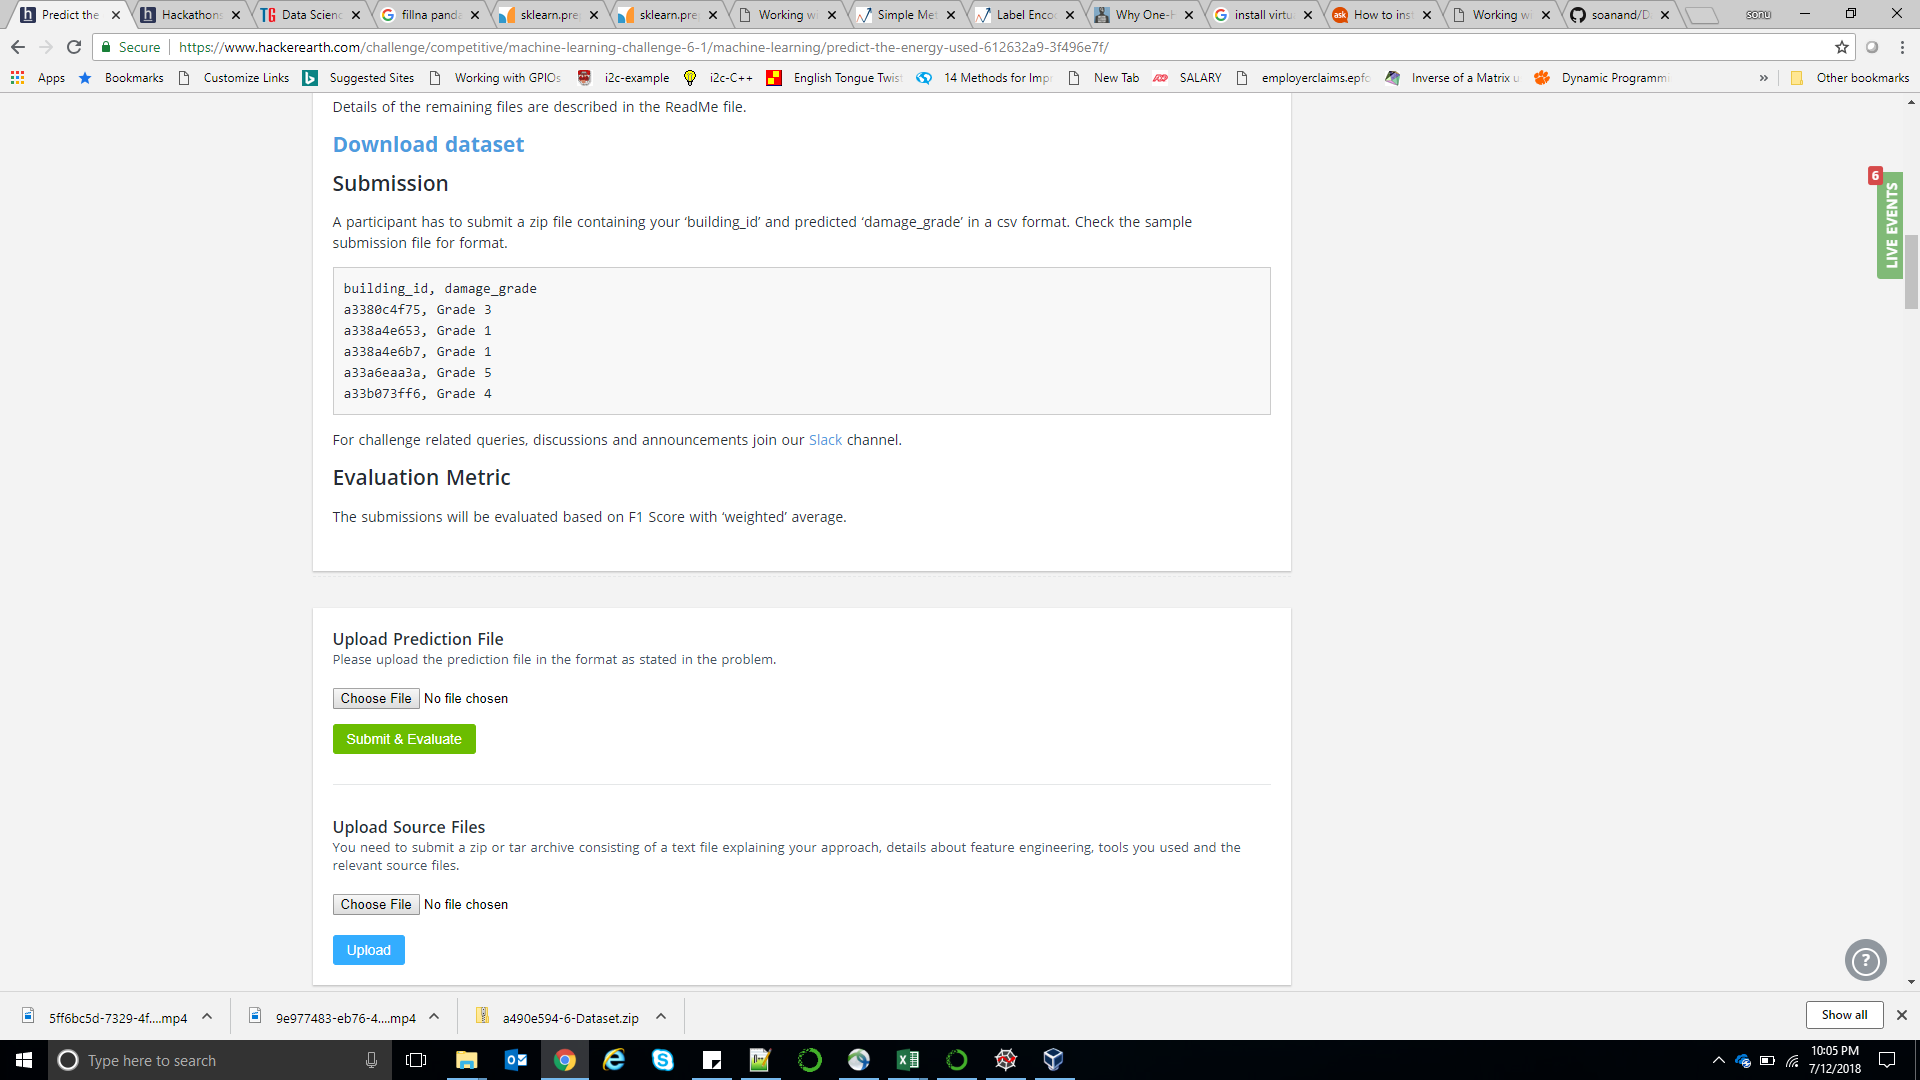 Predict the
Hackathons
Data Scienc
fillna panda
sklearn.pre
sklearn.pre
Working w
Simple Met
Label Enco
Why One-H
install virtu
How to inst
Working w
soanand/D
sonu
Secure
https://www.hackerearth.com/challenge/competitive/machine-learning-challenge-6-1/machine-learning/predict-the-energy-used-612632a9-3f496e7f/
Apps
Bookmarks
Customize Links
Suggested Sites
Working with GPIOs
i2c-example
i2c-C++
English Tongue Twist
14 Methods for Imp
New Tab
SALARY
employerclaims.epfo
Inverse of a Matrix u
Dynamic Programmi
»
Other bookmarks
Details of the remaining files are described in the ReadMe file.
Download dataset
Submission
A participant has to submit a zip file containing your ‘building_id’ and predicted ‘damage_grade’ in a csv format. Check the sample
submission file for format.
building_id, damage_grade
a3380c4f75, Grade 3
a338a4e653, Grade 1
a338a4e6b7, Grade 1
a33a6eaa3a, Grade 5
a33b073ff6, Grade 4
For challenge related queries, discussions and announcements join our Slack channel.
Evaluation Metric
The submissions will be evaluated based on F1 Score with ‘weighted’ average.
6
LIVE EVENTS
Upload Prediction File
Please upload the prediction file in the format as stated in the problem.
Choose File No file chosen
Submit & Evaluate
Upload Source Files
You need to submit a zip or tar archive consisting of a text file explaining your approach, details about feature engineering, tools you used and the
relevant source files.
Choose File No file chosen
Upload
?
5ff6bc5d-7329-4f....mp4
9e977483-eb76-4....mp4
a490e594-6-Dataset.zip
Show all
Type here to search
10:05 PM
7/12/2018